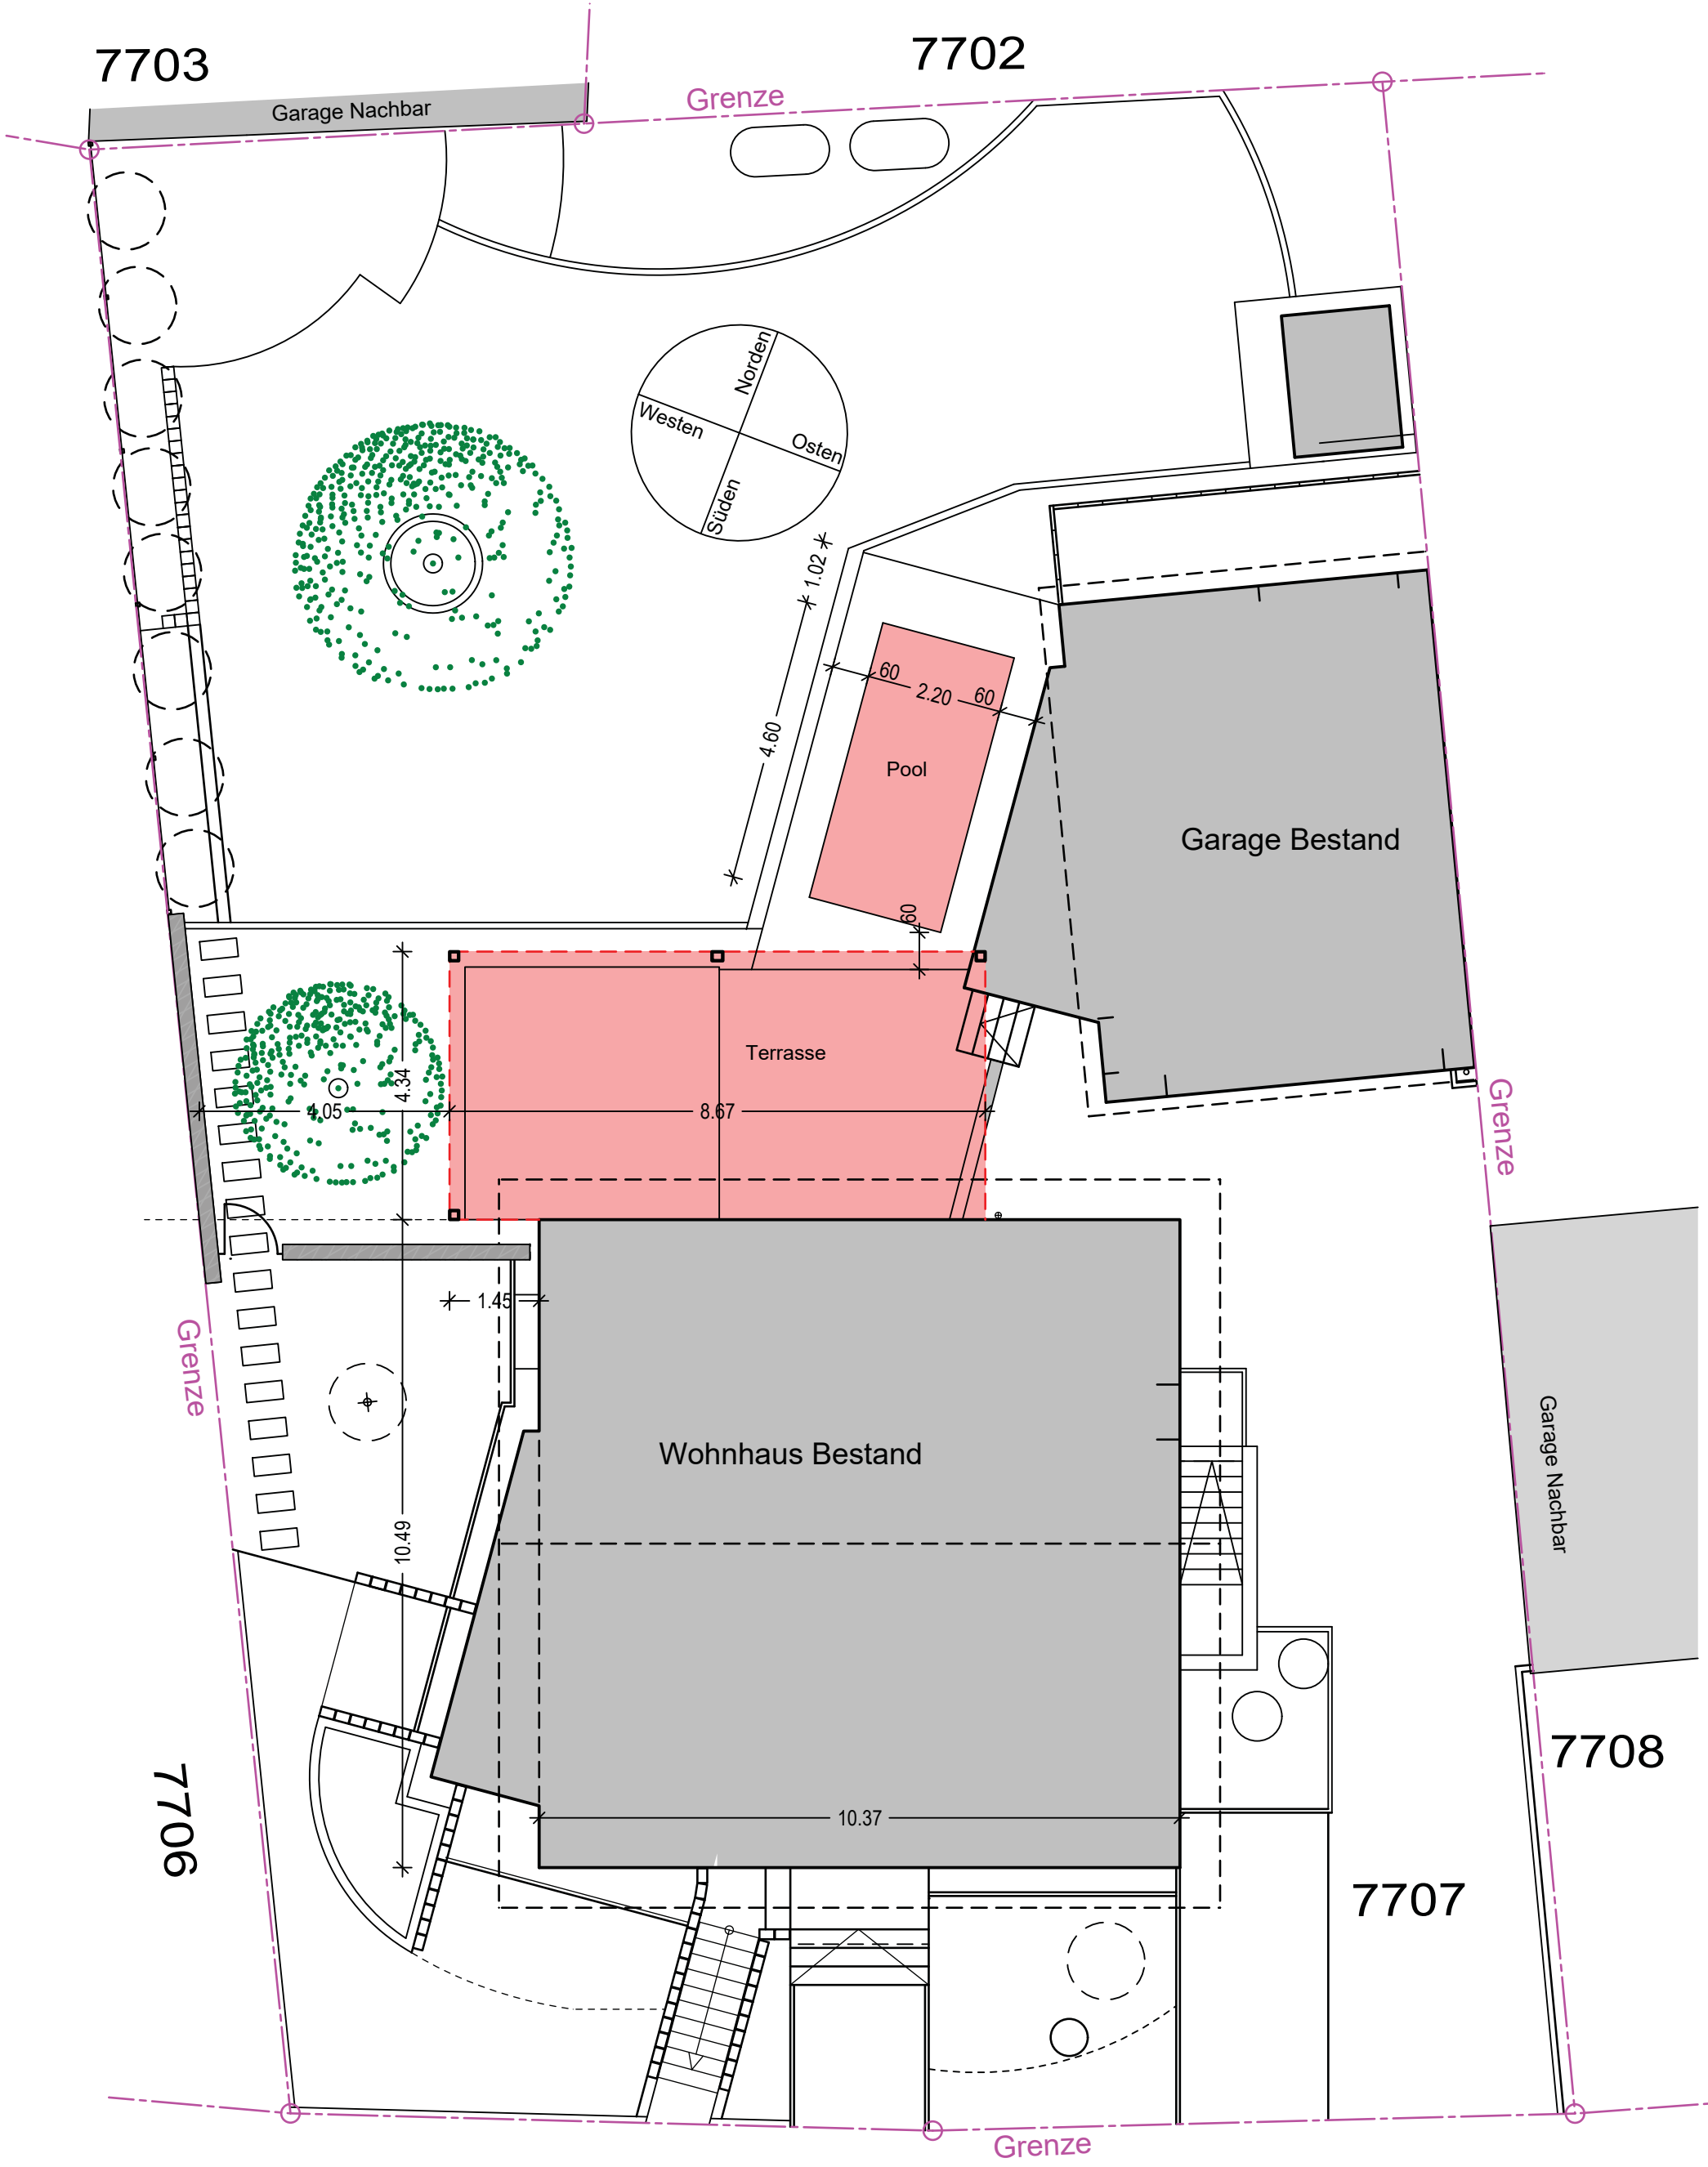 7703
7702
Grenze
Garage Nachbar
Norden
Westen
Osten
Süden
1.02
60
2.20
60
4.60
Pool
Garage Bestand
60
Terrasse
4.34
4.05
8.67
Grenze
1.45
Grenze
Garage Nachbar
Wohnhaus Bestand
10.49
7708
7706
10.37
7707
Grenze